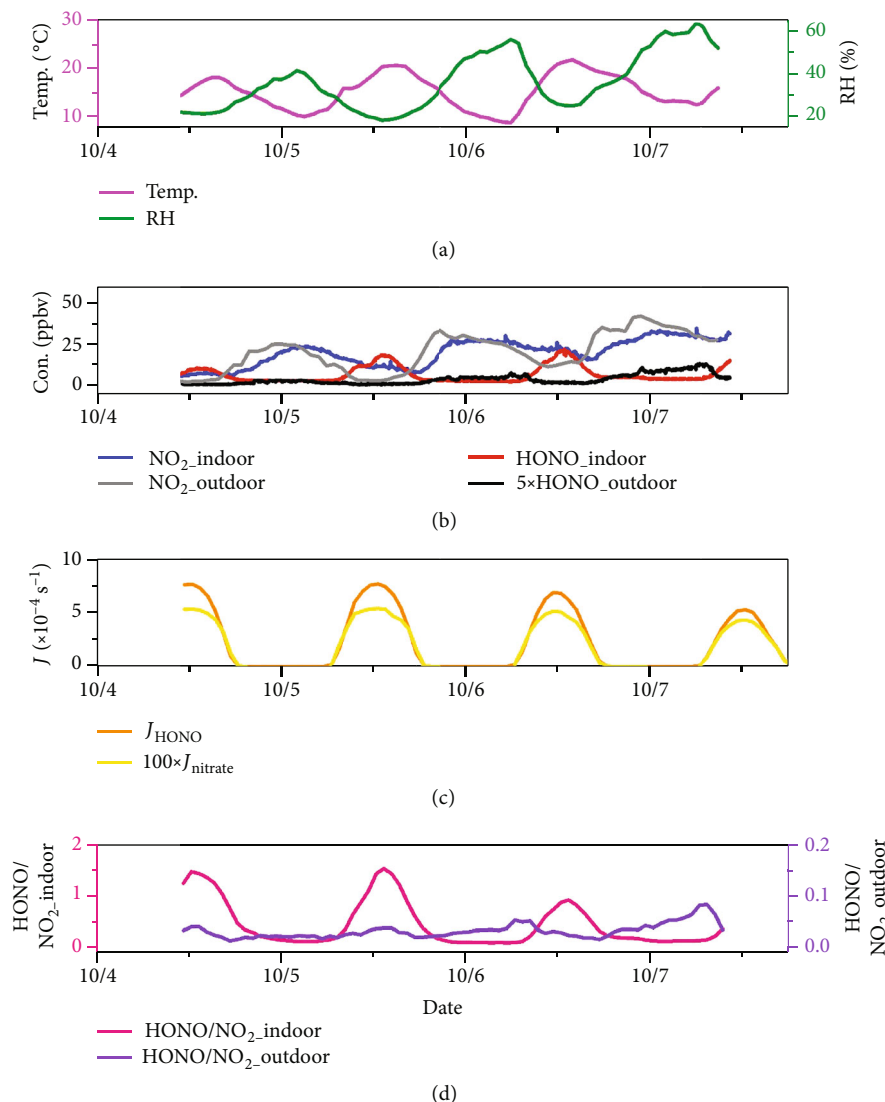 Temp. (°C)
30
20
10
RH (%)
60
40
20
10/4 10/5 10/6 10/7
Temp.
RH
(a)
Con. (ppbv)
50
25
0
10/4 10/5 10/6 10/7
NO₂_indoor HONO_indoor
NO₂_outdoor 5×HONO_outdoor
(b)
J (×10⁻⁴ s⁻¹)
10
5
0
10/4 10/5 10/6 10/7
J_HONO
100×J_nitrate
(c)
HONO/
NO₂_indoor
2
1
0
0.2
0.1
0.0
HONO/
NO₂_outdoor
10/4 10/5 10/6 10/7
Date
HONO/NO₂_indoor
HONO/NO₂_outdoor
(d)